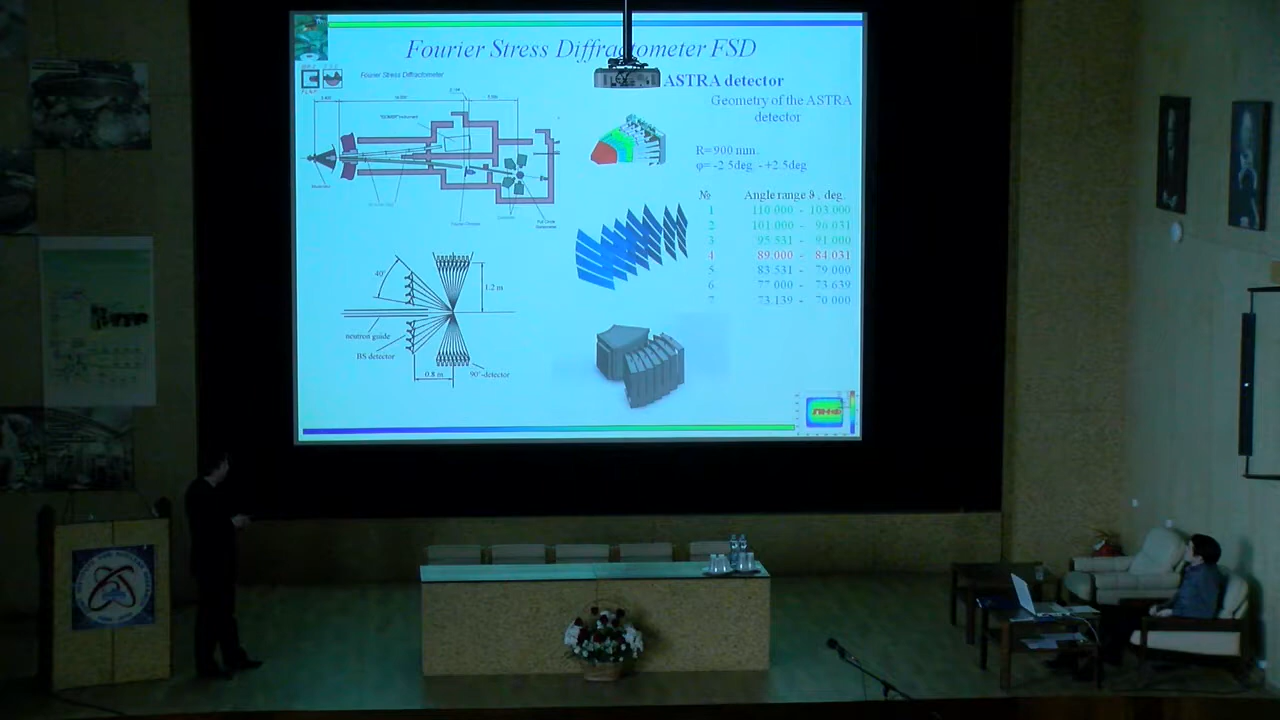 Fourier Stress Diffractometer FSD
Fourier Stress Diffractometer
ASTRA detector
Geometry of the ASTRA
detector
R=900 mm.
φ= -2.5deg. - +2.5deg
№ Angle range ϑ , deg.
1 110.000 - 103.000
2 101.000 - 96.031
3 95.531 - 91.000
4 89.000 - 84.031
5 83.531 - 79.000
6 77.000 - 73.639
7 73.139 - 70.000
40°
1.2 m
neutron guide
BS detector
0.8 m
90°-detector